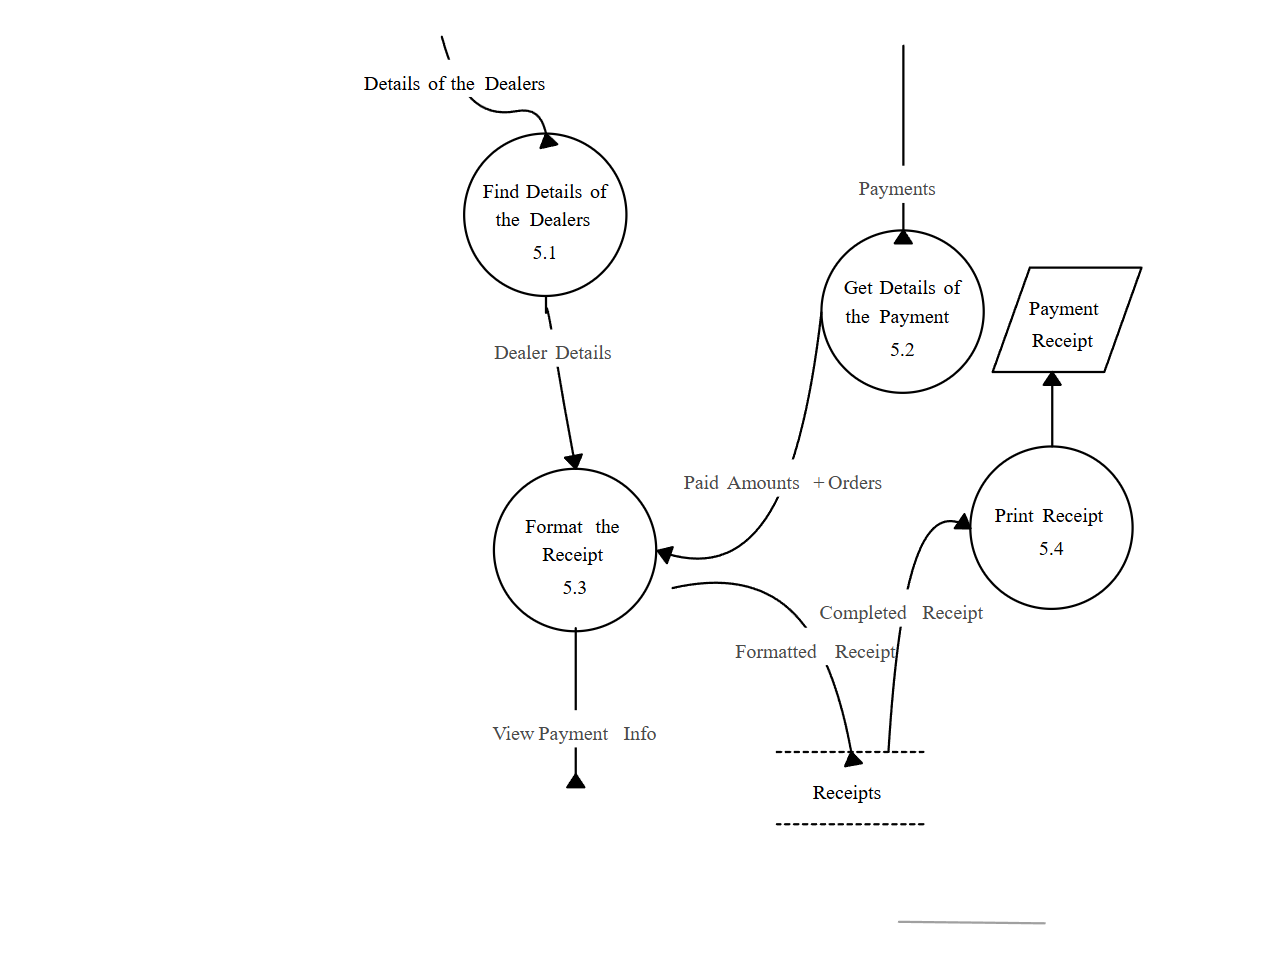 Details of the Dealers
Find Details of
the Dealers
5.1
Payments
Get Details of
the Payment
5.2
Payment
Receipt
Dealer Details
Paid Amounts + Orders
Format the
Receipt
5.3
Print Receipt
5.4
Completed Receipt
Formatted Receipt
View Payment Info
Receipts